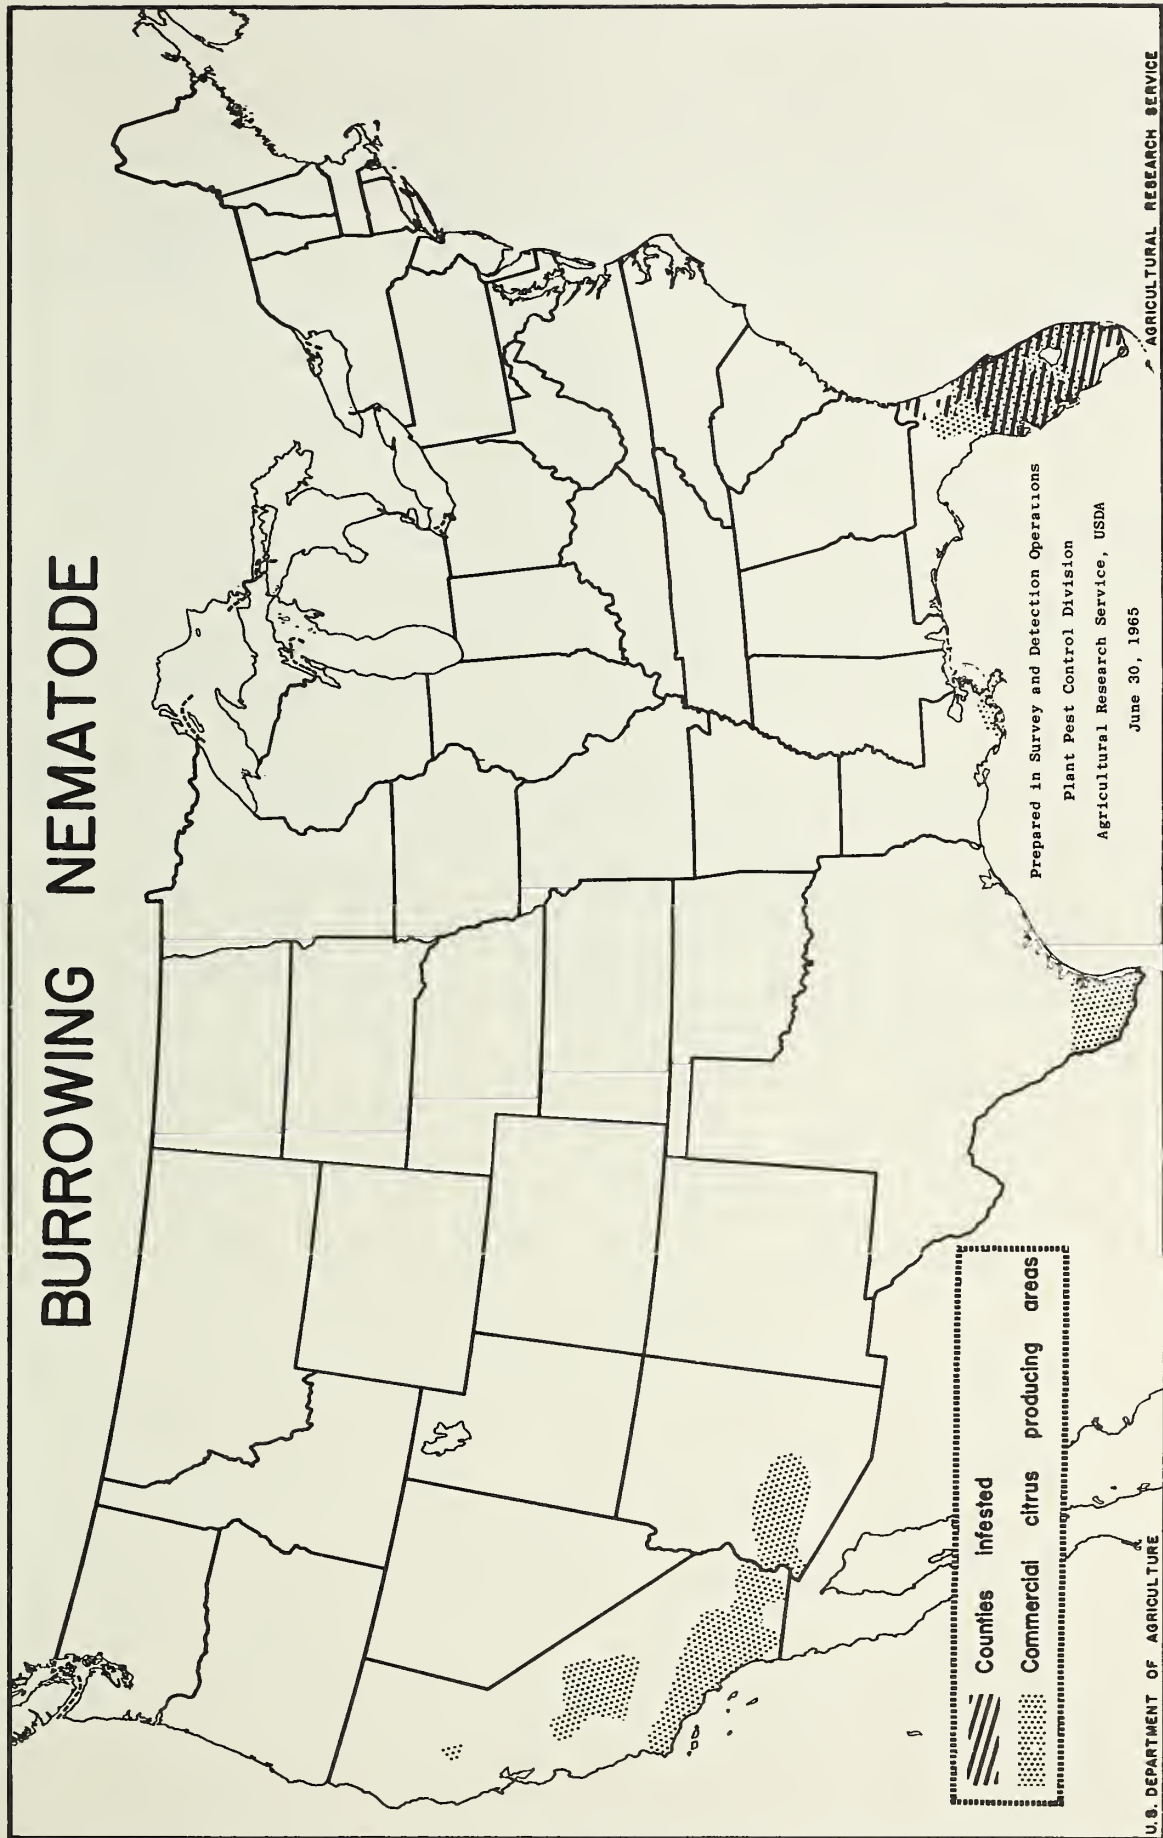 BURROWING NEMATODE
Counties infested
Commercial citrus producing areas
Prepared in Survey and Detection Operations
Plant Pest Control Division
Agricultural Research Service, USDA
June 30, 1965
U.S. DEPARTMENT OF AGRICULTURE
AGRICULTURAL RESEARCH SERVICE